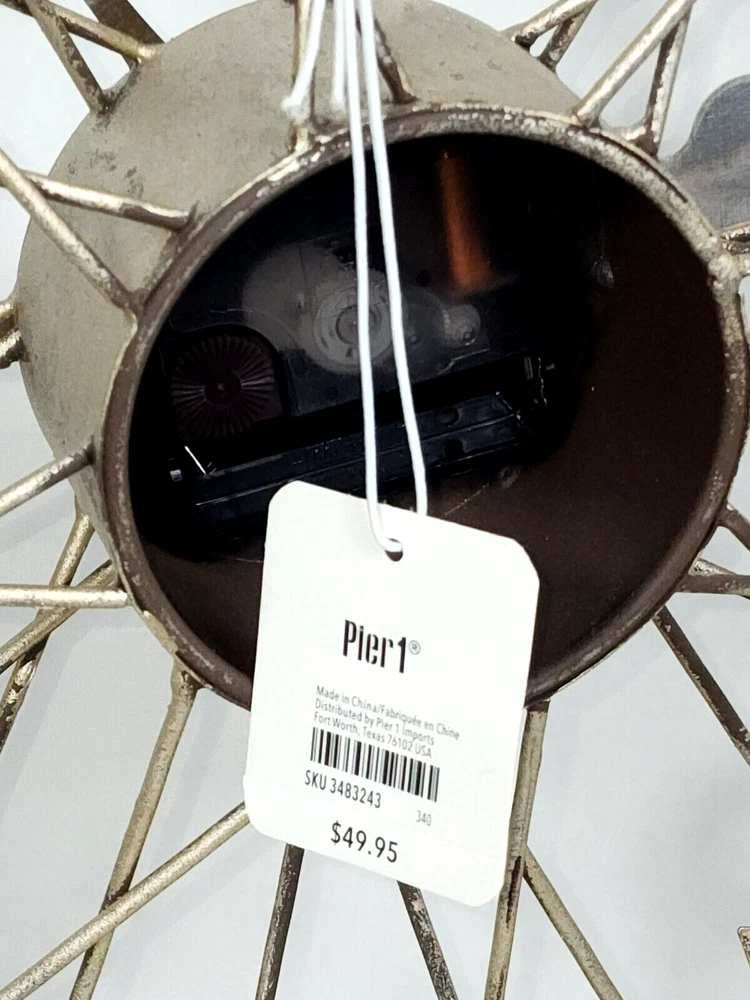 Pier1®
Made in China/Fabriquée en Chine
Distributed by Pier 1 Imports
Fort Worth, Texas 76102 USA
SKU 3483243
340
$49.95